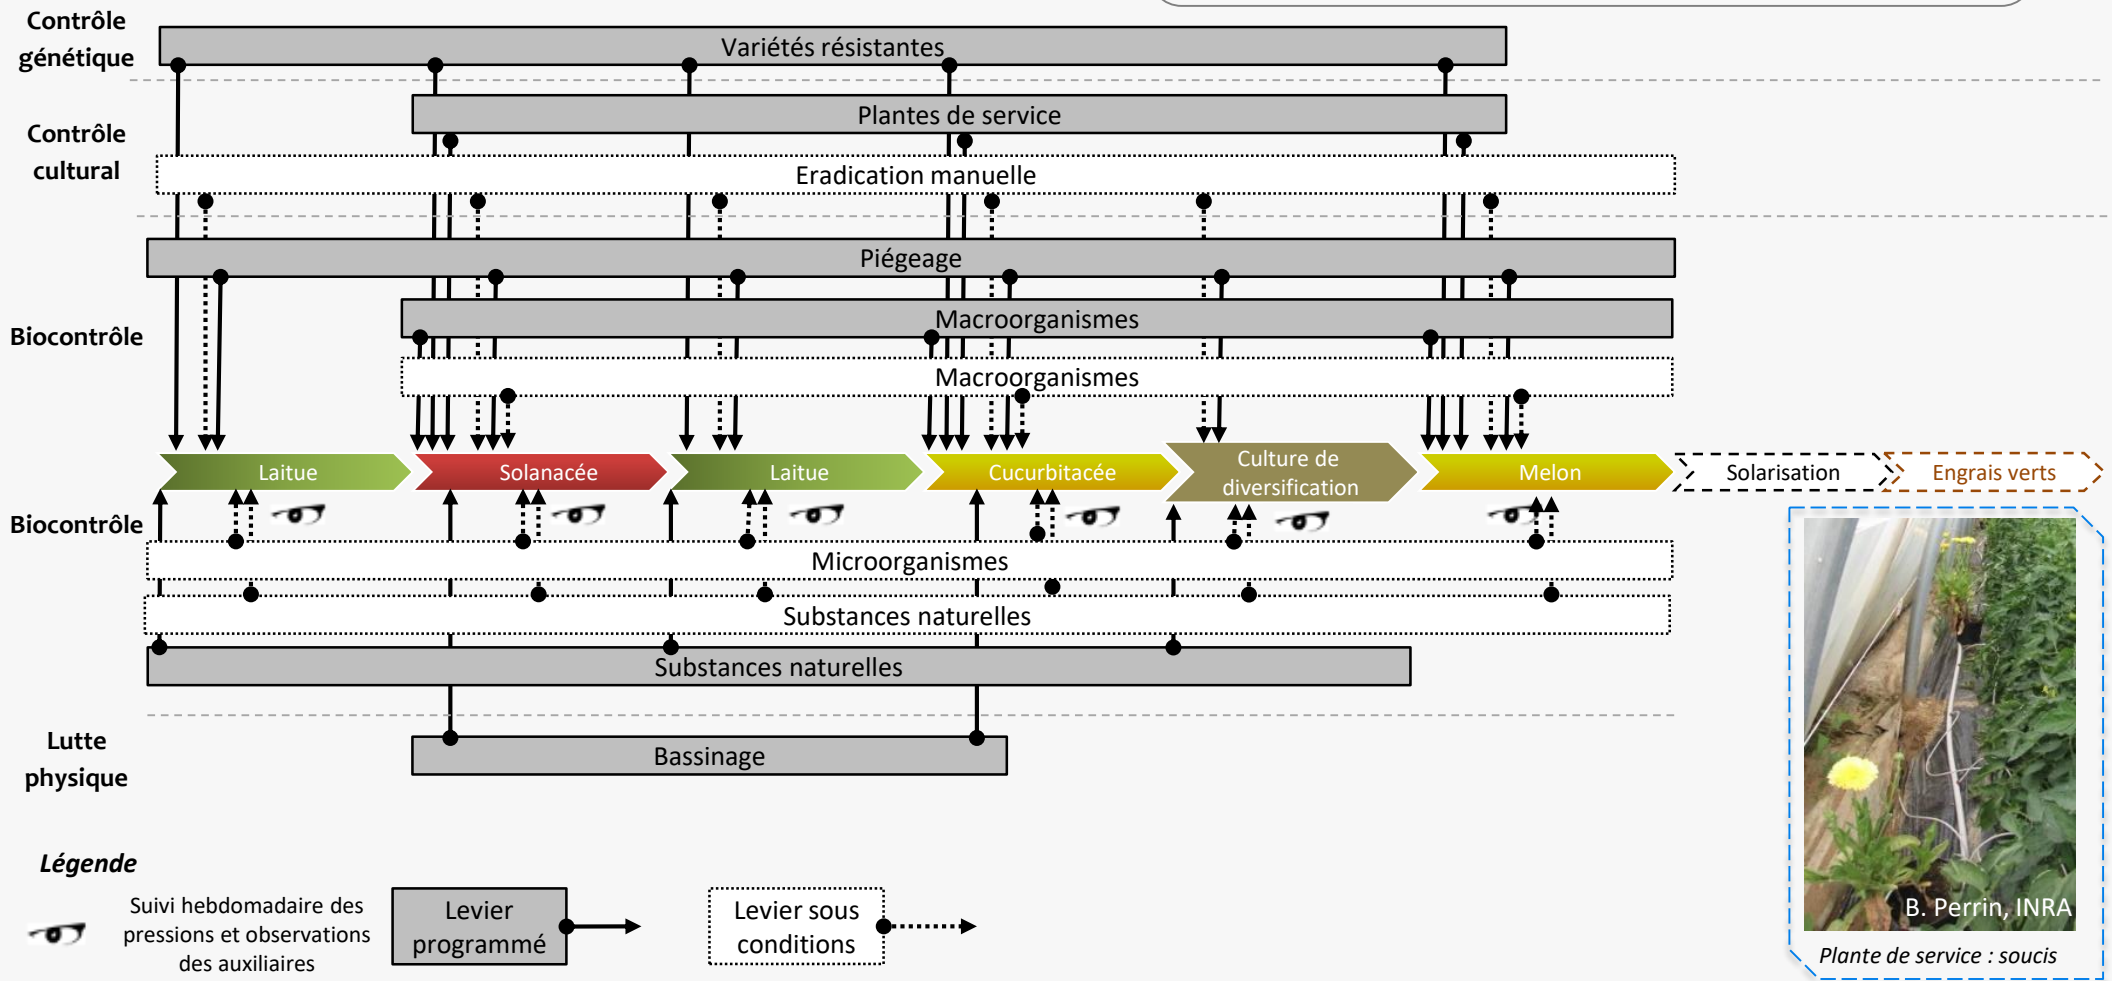 Contrôle
génétique
Variétés résistantes
Plantes de service
Contrôle
cultural
Eradication manuelle
Piégeage
Macroorganismes
Biocontrôle
Macroorganismes
Laitue
Solanacée
Laitue
Cucurbitacée
Culture de
diversification
Melon
Solarisation
Engrais verts
Biocontrôle
Microorganismes
Substances naturelles
Substances naturelles
Lutte
physique
Bassinage
Légende
Suivi hebdomadaire des
pressions et observations
des auxiliaires
Levier
programmé
Levier sous
conditions
B. Perrin, INRA
Plante de service : soucis